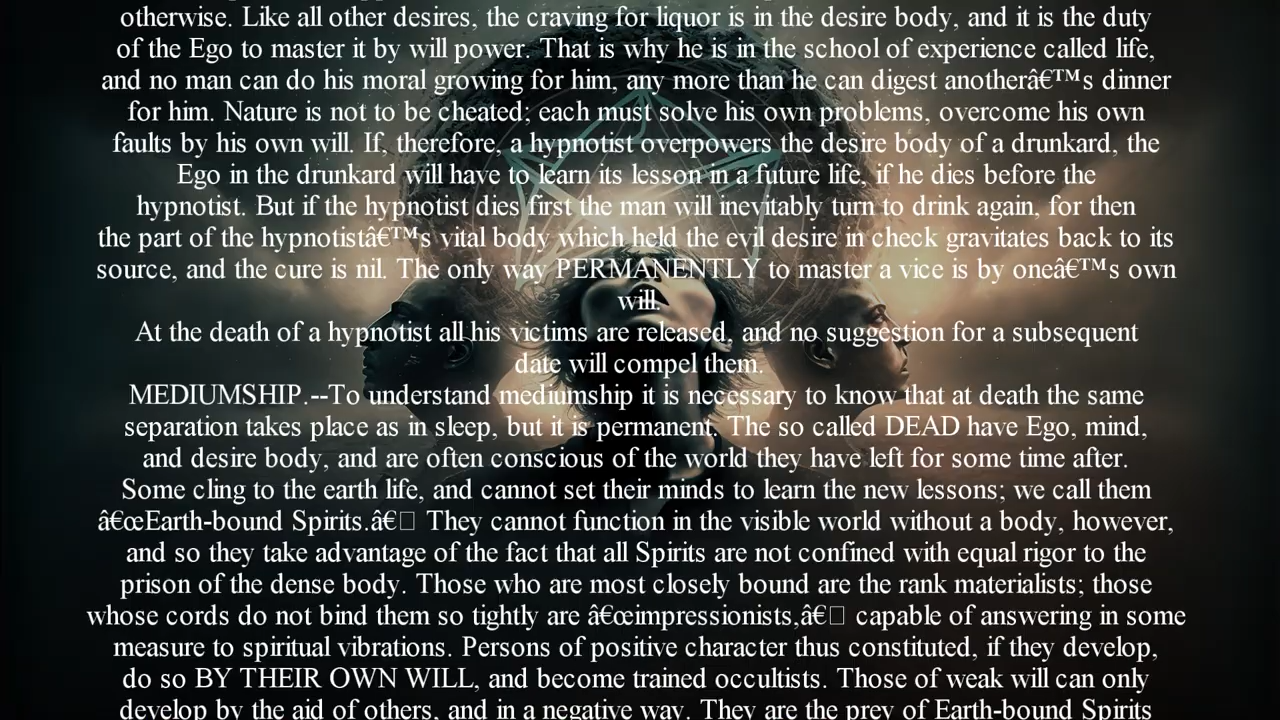 otherwise. Like all other desires, the craving for liquor is in the desire body, and it is the duty
of the Ego to master it by will power. That is why he is in the school of experience called life,
and no man can do his moral growing for him, any more than he can digest anotherâ€™s dinner
for him. Nature is not to be cheated; each must solve his own problems, overcome his own
faults by his own will. If, therefore, a hypnotist overpowers the desire body of a drunkard, the
Ego in the drunkard will have to learn its lesson in a future life, if he dies before the
hypnotist. But if the hypnotist dies first the man will inevitably turn to drink again, for then
the part of the hypnotistâ€™s vital body which held the evil desire in check gravitates back to its
source, and the cure is nil. The only way PERMANENTLY to master a vice is by oneâ€™s own
will.
At the death of a hypnotist all his victims are released, and no suggestion for a subsequent
date will compel them.
MEDIUMSHIP.--To understand mediumship it is necessary to know that at death the same
separation takes place as in sleep, but it is permanent. The so called DEAD have Ego, mind,
and desire body, and are often conscious of the world they have left for some time after.
Some cling to the earth life, and cannot set their minds to learn the new lessons; we call them
â€œEarth-bound Spirits.â€□ They cannot function in the visible world without a body, however,
and so they take advantage of the fact that all Spirits are not confined with equal rigor to the
prison of the dense body. Those who are most closely bound are the rank materialists; those
whose cords do not bind them so tightly are â€œimpressionists,â€□ capable of answering in some
measure to spiritual vibrations. Persons of positive character thus constituted, if they develop,
do so BY THEIR OWN WILL, and become trained occultists. Those of weak will can only
develop by the aid of others, and in a negative way. They are the prey of Earth-bound Spirits